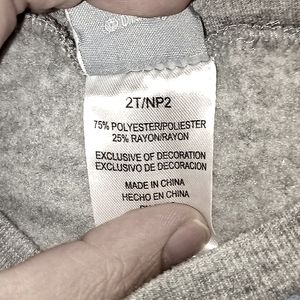 2T/NP2
75% POLYESTER/POLIESTER
25% RAYON/RAYON
EXCLUSIVE OF DECORATION
EXCLUSIVO DE DECORACION
MADE IN CHINA
HECHO EN CHINA